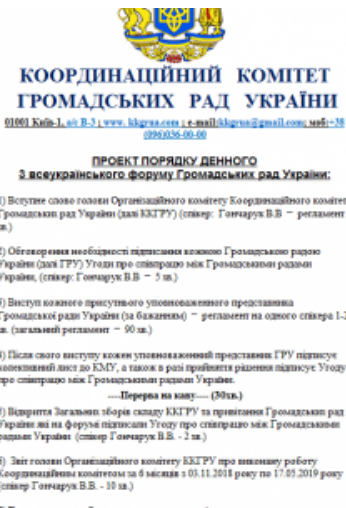 КООРДИНАЦІЙНИЙ КОМІТЕТ
ГРОМАДСЬКИХ РАД УКРАЇНИ
01001 Київ-1, а/с В-3 ; www. kkgrua.com ; e-mail:kkgrua@gmail.com; моб:+38
(096)036-00-00
ПРОЕКТ ПОРЯДКУ ДЕННОГО
3 всеукраїнського форуму Громадських рад України:
1) Вступне слово голови Організаційного комітету Координаційного комітет
Громадських рад України (далі ККГРУ) (спікер: Гончарук В.В – регламент
хв.)
2) Обговорення необхідності підписання кожною Громадською радою
України (далі ГРУ) Угоди про співпрацю між Громадськими радами
України, (спікер: Гончарук В.В – 5 хв.)
3) Виступ кожного присутнього уповноваженного представника
Громадської ради України (за бажанням) – регламент на одного спікера 1-2
хв. (загальний регламент – 90 хв.)
4) Після свого виступу кожен уповноважений представник ГРУ підписує
колективний лист до КМУ, а також в разі прийняття рішення підписує Угоду
про співпрацю між Громадськими радами України.
----Перерва на каву---- (30хв.)
5) Відкриття Загальних зборів складу ККГРУ та привітання Громадських рад
України які на форумі підписали Угоду про співпрацю між Громадськими
радами України (спікер Гончарук В.В. - 2 хв.)
6) Звіт голови Організаційного комітету ККГРУ про виконану роботу
Координаційним комітетом за 6 місяців з 03.11.2018 року по 17.05.2019 року
(спікер Гончарук В.В. - 10 хв.)